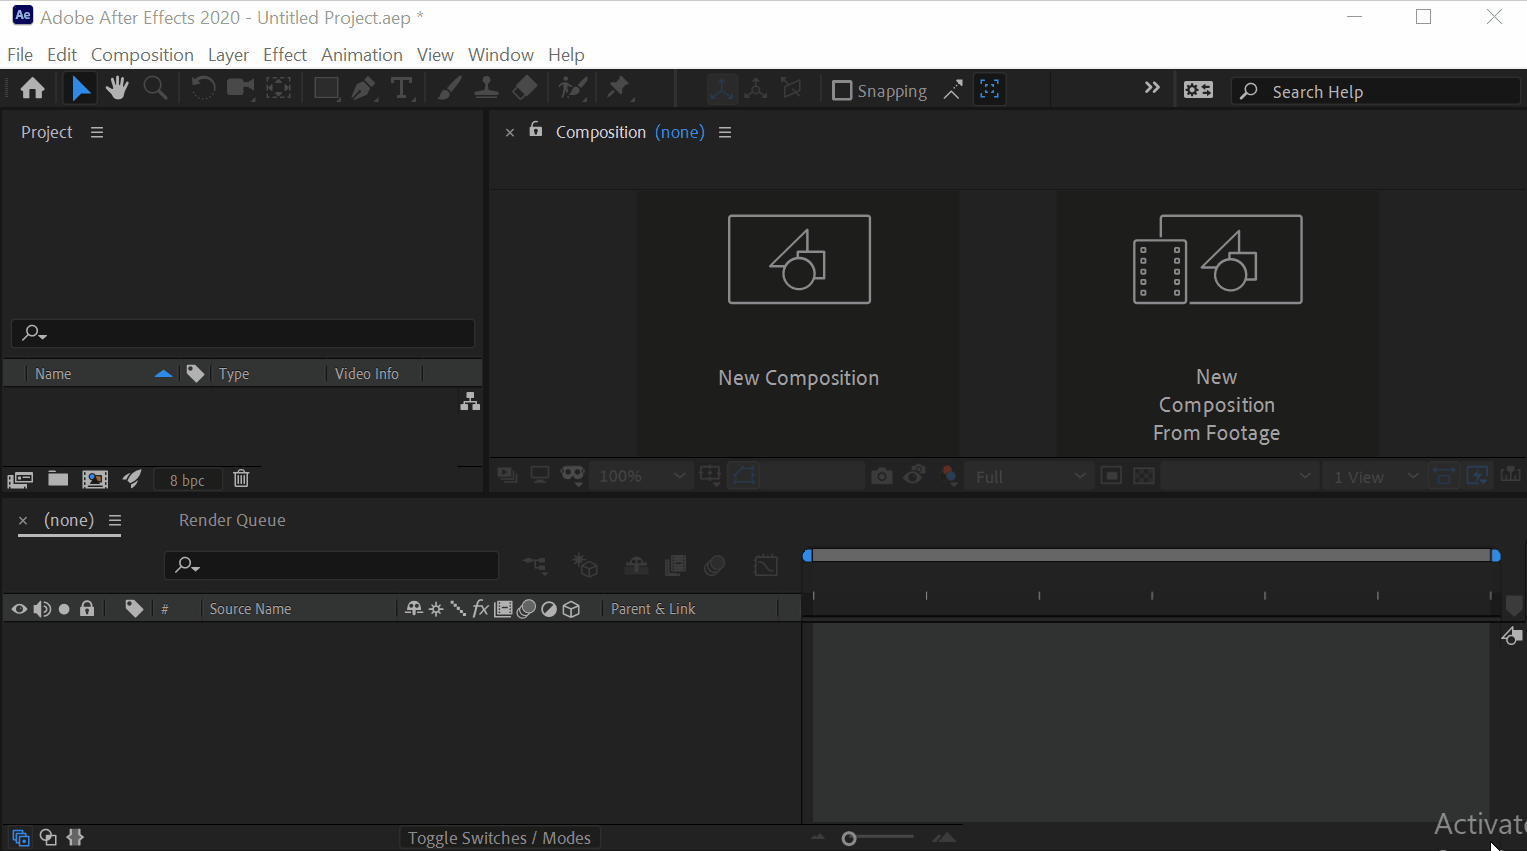 Ae Adobe After Effects 2020 - Untitled Project.aep *
File Edit Composition Layer Effect Animation View Window Help
T Snapping Search Help
Project
Composition (none)
New Composition
New
Composition
From Footage
Name Type Video Info
8 bpc
100% Full 1 View
(none) Render Queue
# Source Name fx Parent & Link
Toggle Switches / Modes